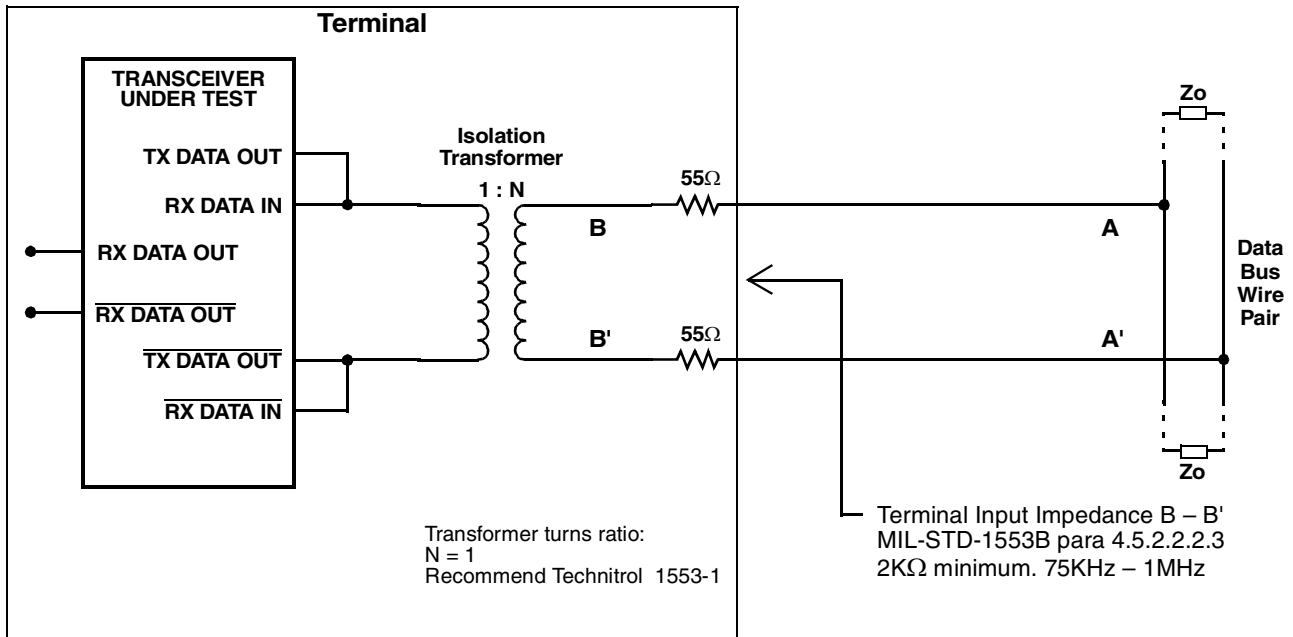 Terminal
TRANSCEIVER
UNDER TEST
TX DATA OUT
RX DATA IN
RX DATA OUT
RX DATA OUT
TX DATA OUT
RX DATA IN
Isolation
Transformer
1 : N
B
55Ω
A
B'
55Ω
A'
Zo
Data
Bus
Wire
Pair
Zo
Transformer turns ratio:
N = 1
Recommend Technitrol 1553-1
Terminal Input Impedance B – B'
MIL-STD-1553B para 4.5.2.2.2.3
2KΩ minimum. 75KHz – 1MHz